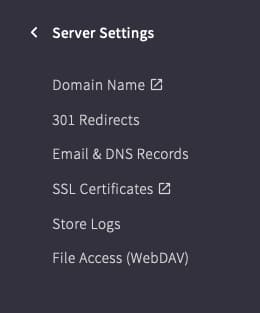 Server Settings
Domain Name
301 Redirects
Email & DNS Records
SSL Certificates
Store Logs
File Access (WebDAV)